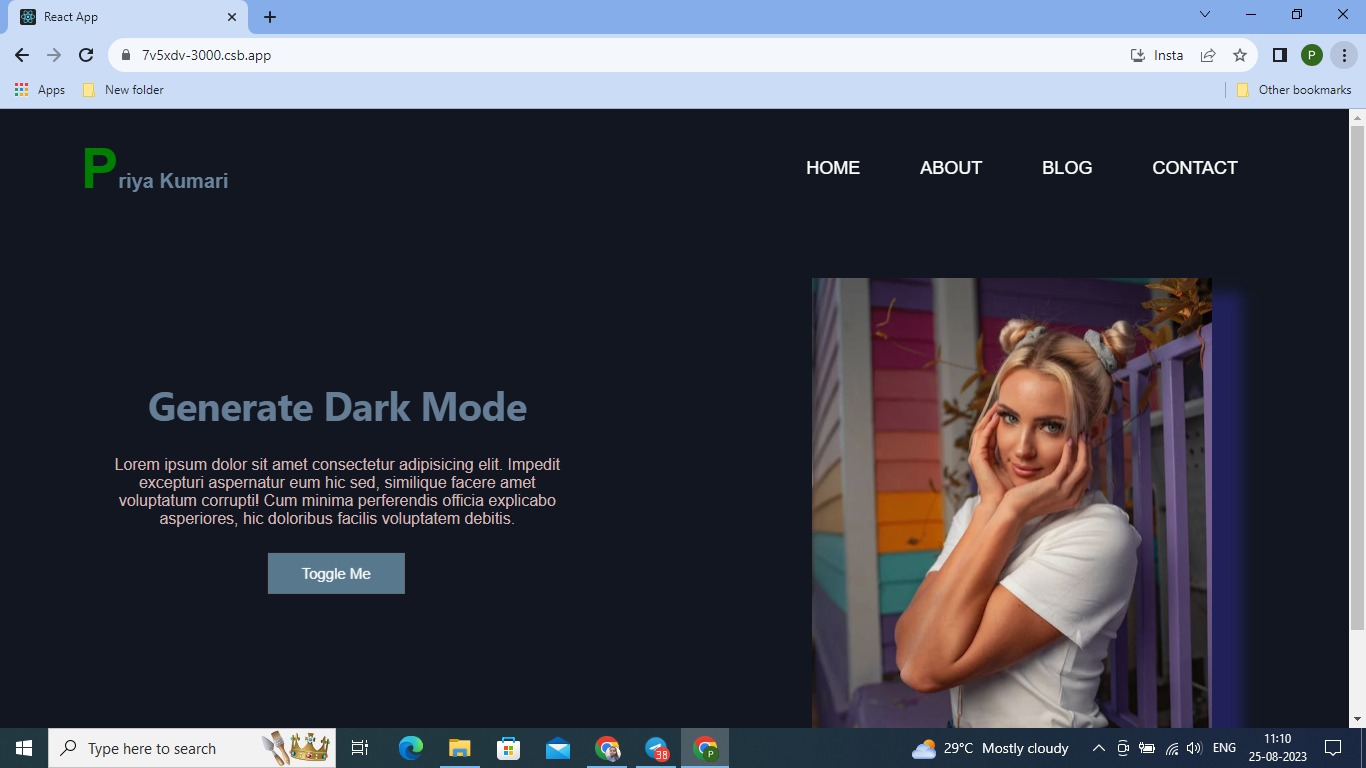 React App
7v5xdv-3000.csb.app
Insta
P
Apps
New folder
Other bookmarks
Priya Kumari
HOME
ABOUT
BLOG
CONTACT
Generate Dark Mode
Lorem ipsum dolor sit amet consectetur adipisicing elit. Impedit
excepturi aspernatur eum hic sed, similique facere amet
voluptatum corrupti! Cum minima perferendis officia explicabo
asperiores, hic doloribus facilis voluptatem debitis.
Toggle Me
Type here to search
38
P
29°C Mostly cloudy
ENG
11:10
25-08-2023